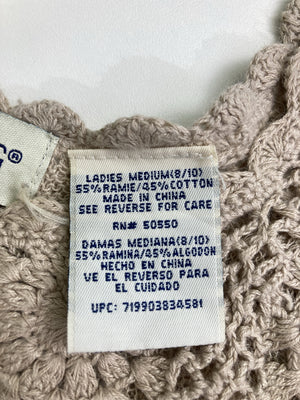 ®
LADIES MEDIUM(8/10)
55% RAMIE/45% COTTON
MADE IN CHINA
SEE REVERSE FOR CARE
RN# 50550
DAMAS MEDIANA(8/10)
55% RAMINA/45% ALGODON
HECHO EN CHINA
VE EL REVERSO PARA
EL CUIDADO
UPC: 719903834581